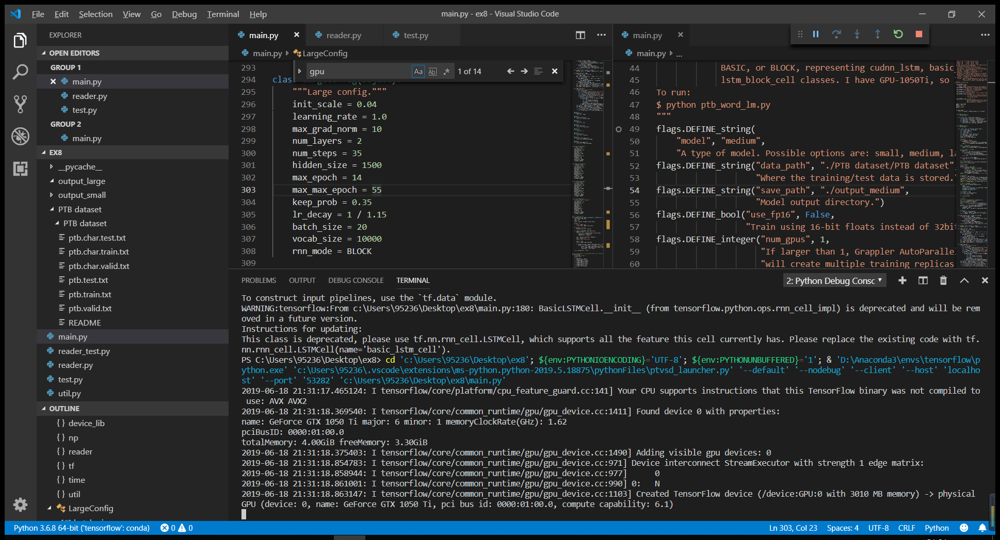 File Edit Selection View Go Debug Terminal Help
main.py - ex8 - Visual Studio Code
EXPLORER
OPEN EDITORS
GROUP 1
main.py
reader.py
test.py
GROUP 2
main.py
EX8
__pycache__
output_large
output_small
PTB dataset
PTB dataset
ptb.char.test.txt
ptb.char.train.txt
ptb.char.valid.txt
ptb.test.txt
ptb.train.txt
ptb.valid.txt
README
main.py
reader_test.py
reader.py
test.py
util.py
OUTLINE
{} device_lib
{} np
{} reader
{} tf
{} time
{} util
LargeConfig
main.py reader.py test.py
main.py LargeConfig
gpu Aa Abl .* 1 of 14
293
294 class LargeConfig(object):
295 """Large config."""
296 init_scale = 0.04
297 learning_rate = 1.0
298 max_grad_norm = 10
299 num_layers = 2
300 num_steps = 35
301 hidden_size = 1500
302 max_epoch = 14
303 max_max_epoch = 55
304 keep_prob = 0.35
305 lr_decay = 1 / 1.15
306 batch_size = 20
307 vocab_size = 10000
308 rnn_mode = BLOCK
309
main.py
main.py ...
44 BASIC, or BLOCK, representing cudnn_lstm, basic_
45 lstm_block_cell classes. I have GPU-1050Ti, so
46 To run:
47 $ python ptb_word_lm.py
48 """
49 flags.DEFINE_string(
50 "model", "medium",
51 "A type of model. Possible options are: small, medium, la
52 flags.DEFINE_string("data_path", "./PTB dataset/PTB dataset",
53 "Where the training/test data is stored."
54 flags.DEFINE_string("save_path", "./output_medium",
55 "Model output directory.")
56 flags.DEFINE_bool("use_fp16", False,
57 "Train using 16-bit floats instead of 32bit
58 flags.DEFINE_integer("num_gpus", 1,
59 "If larger than 1, Grappler AutoParalle
60 "will create multiple training replicas
PROBLEMS OUTPUT DEBUG CONSOLE TERMINAL
2: Python Debug Consc
To construct input pipelines, use the `tf.data` module.
WARNING:tensorflow:From c:\Users\95236\Desktop\ex8\main.py:180: BasicLSTMCell.__init__ (from tensorflow.python.ops.rnn_cell_impl) is deprecated and will be rem
oved in a future version.
Instructions for updating:
This class is deprecated, please use tf.nn.rnn_cell.LSTMCell, which supports all the feature this cell currently has. Please replace the existing code with tf.
nn.rnn_cell.LSTMCell(name='basic_lstm_cell').
PS C:\Users\95236\Desktop\ex8> cd 'c:\Users\95236\Desktop\ex8'; ${env:PYTHONIOENCODING}='UTF-8'; ${env:PYTHONUNBUFFERED}='1'; & 'D:\Anaconda3\envs\tensorflow\p
ython.exe' 'c:\Users\95236\.vscode\extensions\ms-python.python-2019.5.18875\pythonFiles\ptvsd_launcher.py' '--default' '--nodebug' '--client' '--host' 'localho
st' '--port' '53282' 'c:\Users\95236\Desktop\ex8\main.py'
2019-06-18 21:31:17.465124: I tensorflow/core/platform/cpu_feature_guard.cc:141] Your CPU supports instructions that this TensorFlow binary was not compiled to
use: AVX AVX2
2019-06-18 21:31:18.369540: I tensorflow/core/common_runtime/gpu/gpu_device.cc:1411] Found device 0 with properties:
name: GeForce GTX 1050 Ti major: 6 minor: 1 memoryClockRate(GHz): 1.62
pciBusID: 0000:01:00.0
totalMemory: 4.00GiB freeMemory: 3.30GiB
2019-06-18 21:31:18.375403: I tensorflow/core/common_runtime/gpu/gpu_device.cc:1490] Adding visible gpu devices: 0
2019-06-18 21:31:18.854783: I tensorflow/core/common_runtime/gpu/gpu_device.cc:971] Device interconnect StreamExecutor with strength 1 edge matrix:
2019-06-18 21:31:18.858944: I tensorflow/core/common_runtime/gpu/gpu_device.cc:977] 0
2019-06-18 21:31:18.861001: I tensorflow/core/common_runtime/gpu/gpu_device.cc:990] 0: N
2019-06-18 21:31:18.863147: I tensorflow/core/common_runtime/gpu/gpu_device.cc:1103] Created TensorFlow device (/device:GPU:0 with 3010 MB memory) -> physical
GPU (device: 0, name: GeForce GTX 1050 Ti, pci bus id: 0000:01:00.0, compute capability: 6.1)
Python 3.6.8 64-bit ('tensorflow': conda) 0 0
Ln 303, Col 23 Spaces: 4 UTF-8 CRLF Python